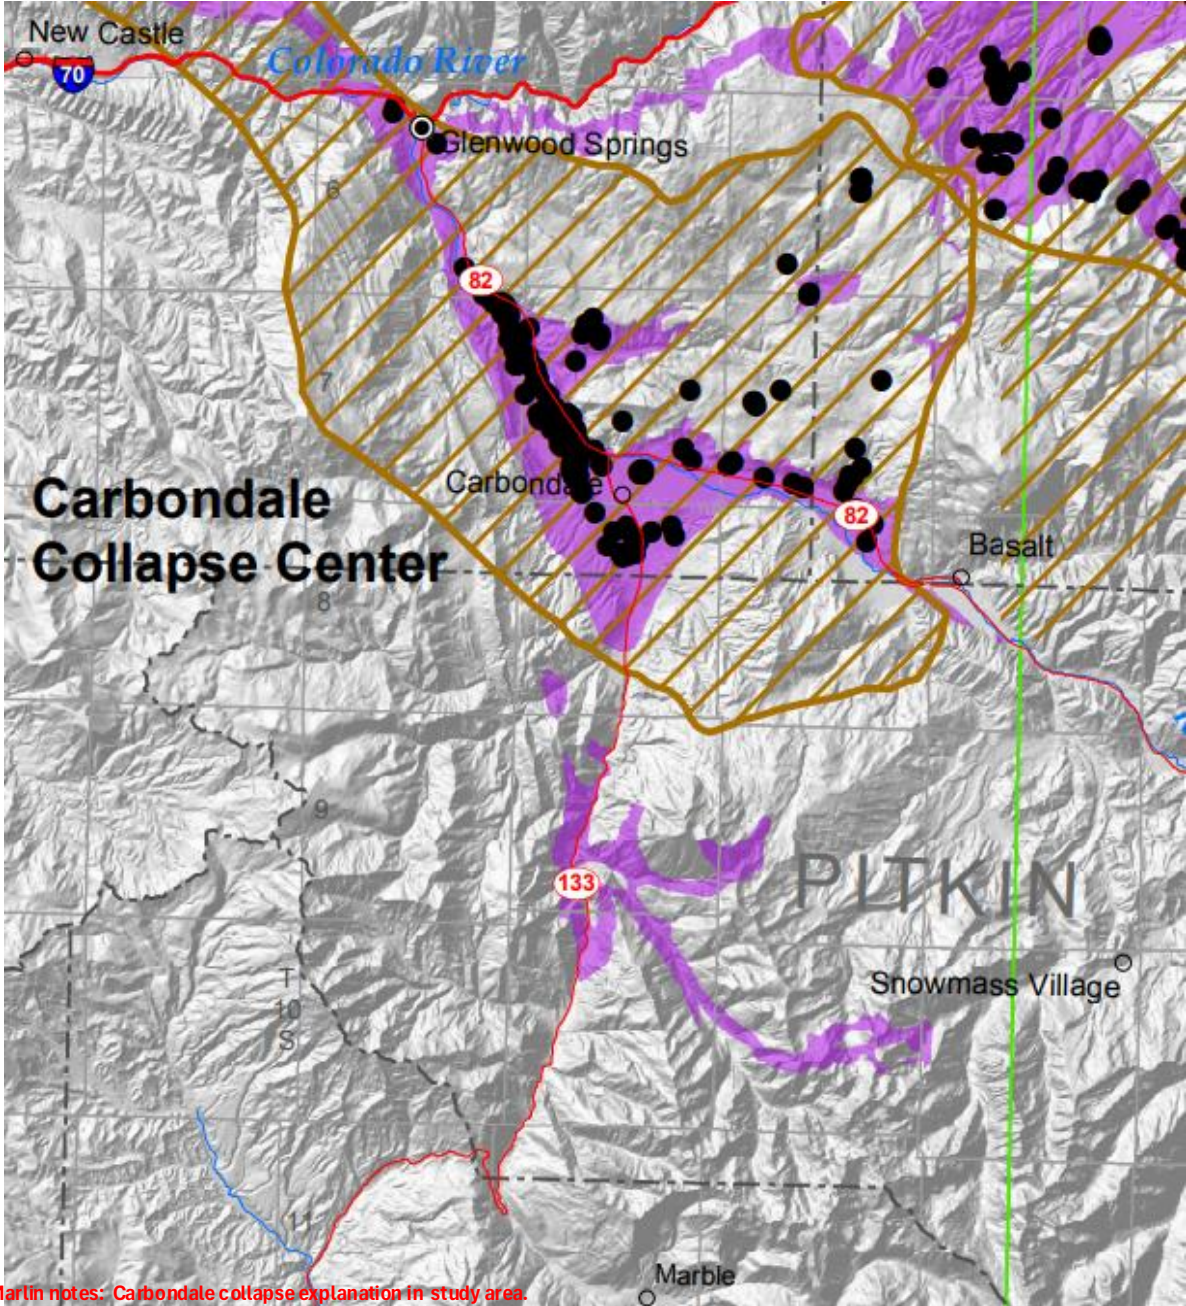 New Castle
70
Colorado River
Glenwood Springs
6
82
7
Carbondale
Carbondale
Collapse Center
82
Basalt
8
9
133
PITKIN
T
10
S
Snowmass Village
11
Marble
Marlin notes: Carbondale collapse explanation in study area.